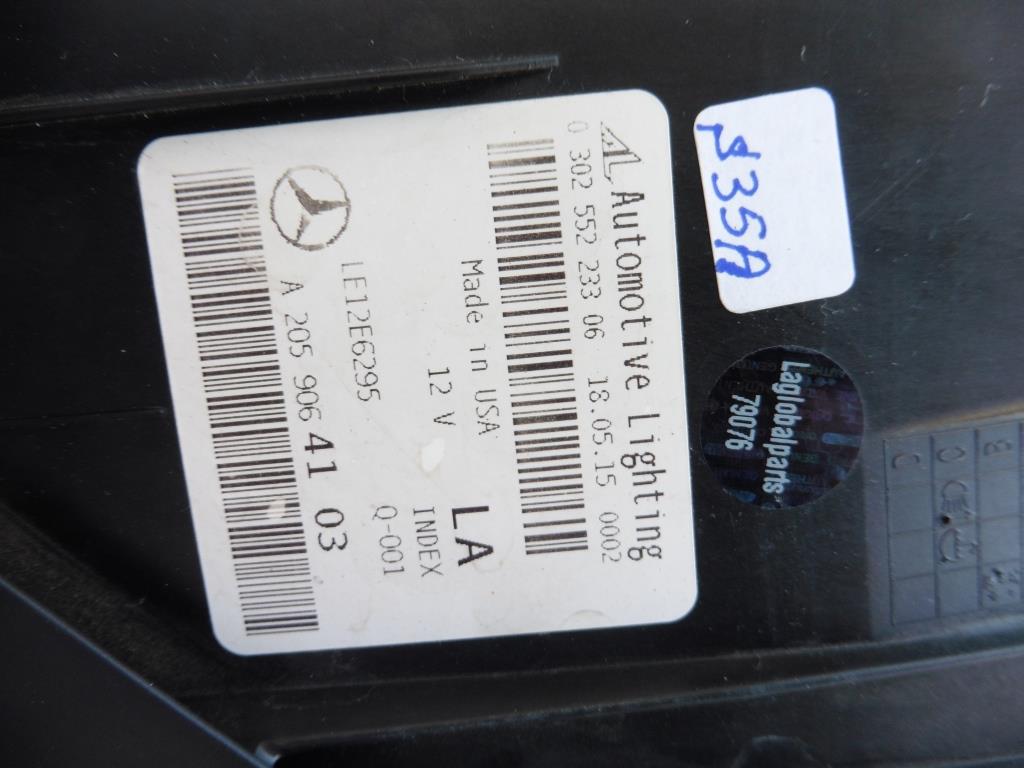 AL Automotive Lighting
0 302 552 233 06 18.05.15 0002
Made in USA
12 V
LA
INDEX
Q-001
LE12E6295
A 205 906 41 03
Laglobalparts
79076